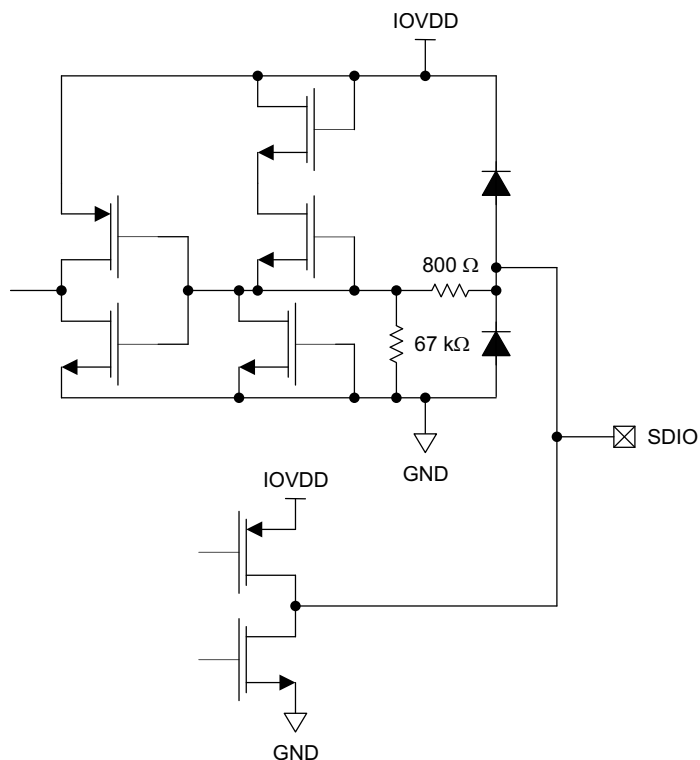 IOVDD
800 Ω
67 kΩ
SDIO
GND
IOVDD
GND